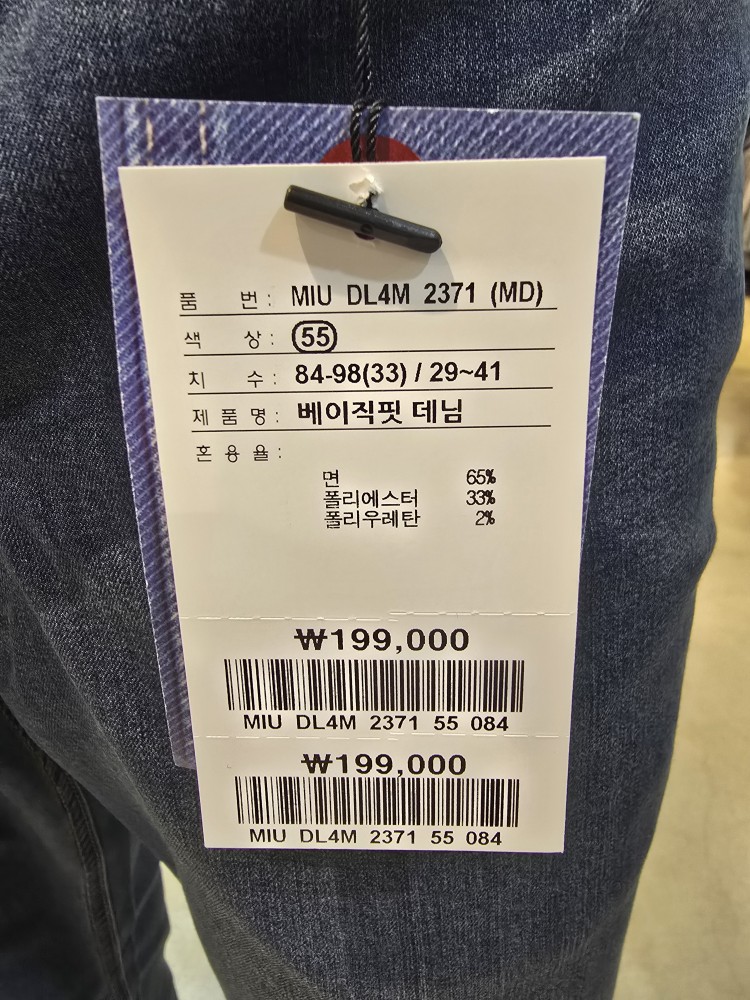 품 번 : MIU DL4M 2371 (MD)
색 상 : 55
치 수 : 84-98(33) / 29~41
제 품 명 : 베이직핏 데님
혼 용 율 :
면 65%
폴리에스터 33%
폴리우레탄 2%
₩199,000
MIU DL4M 2371 55 084
₩199,000
MIU DL4M 2371 55 084